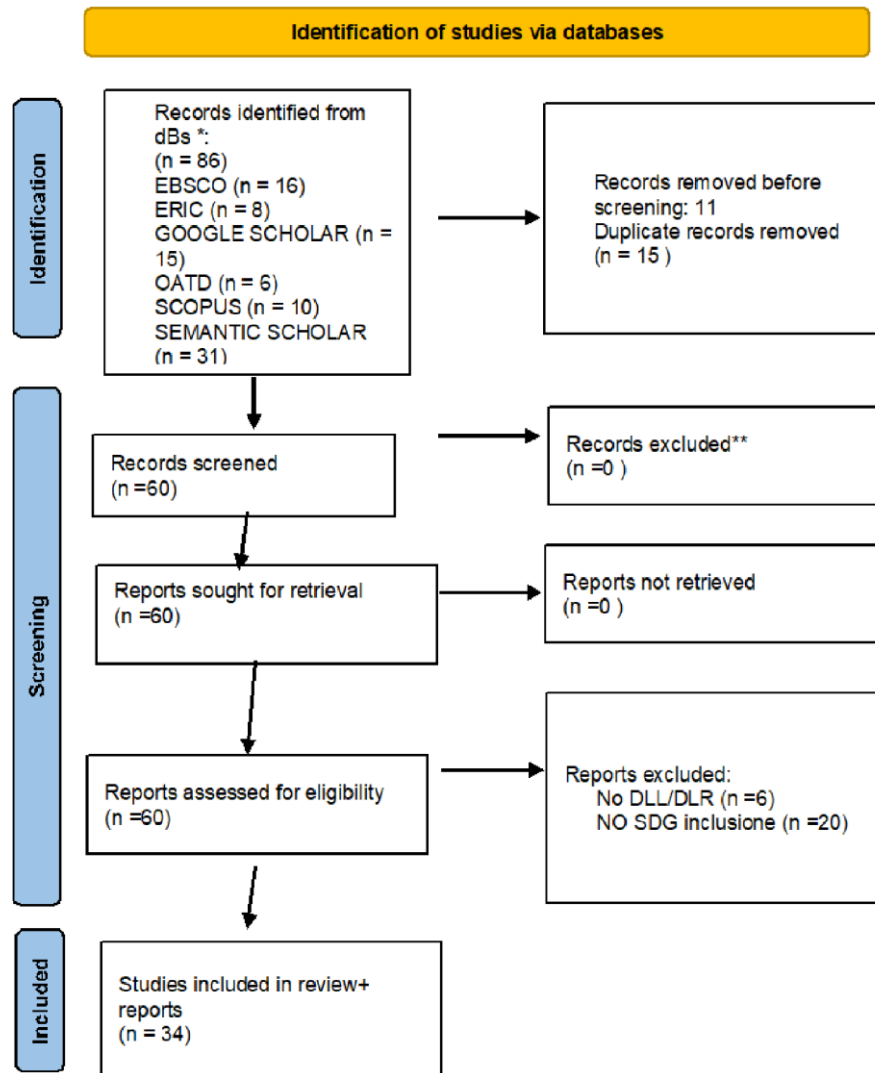 Identification of studies via databases
Identification
Records identified from
dBs *:
(n = 86)
EBSCO (n = 16)
ERIC (n = 8)
GOOGLE SCHOLAR (n =
15)
OATD (n = 6)
SCOPUS (n = 10)
SEMANTIC SCHOLAR
(n = 31)
Records removed before
screening: 11
Duplicate records removed
(n = 15 )
Screening
Records screened
(n =60)
Records excluded**
(n =0 )
Reports sought for retrieval
(n =60)
Reports not retrieved
(n =0 )
Reports assessed for eligibility
(n =60)
Reports excluded:
No DLL/DLR (n =6)
NO SDG inclusione (n =20)
Included
Studies included in review+
reports
(n = 34)